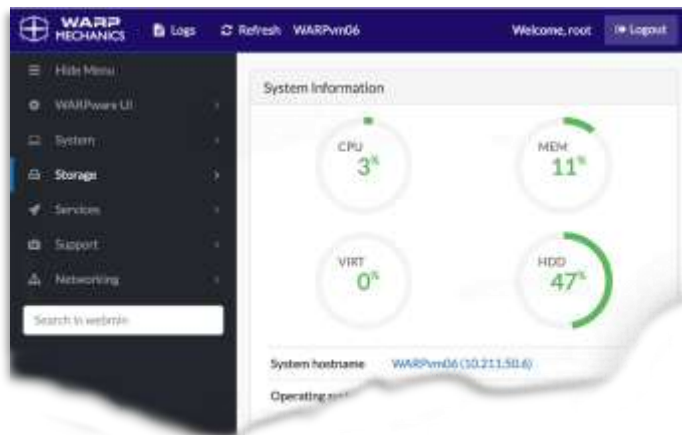 WARP
MECHANICS
Logs
Refresh
WARPvm06
Welcome, root
Logout
Hide Menu
WARPware UI
System
Storage
Services
Support
Networking
Search in webmin
System Information
CPU
3%
MEM
11%
VIRT
0%
HDD
47%
System hostname WARPvm06 (10.211.50.6)
Operating